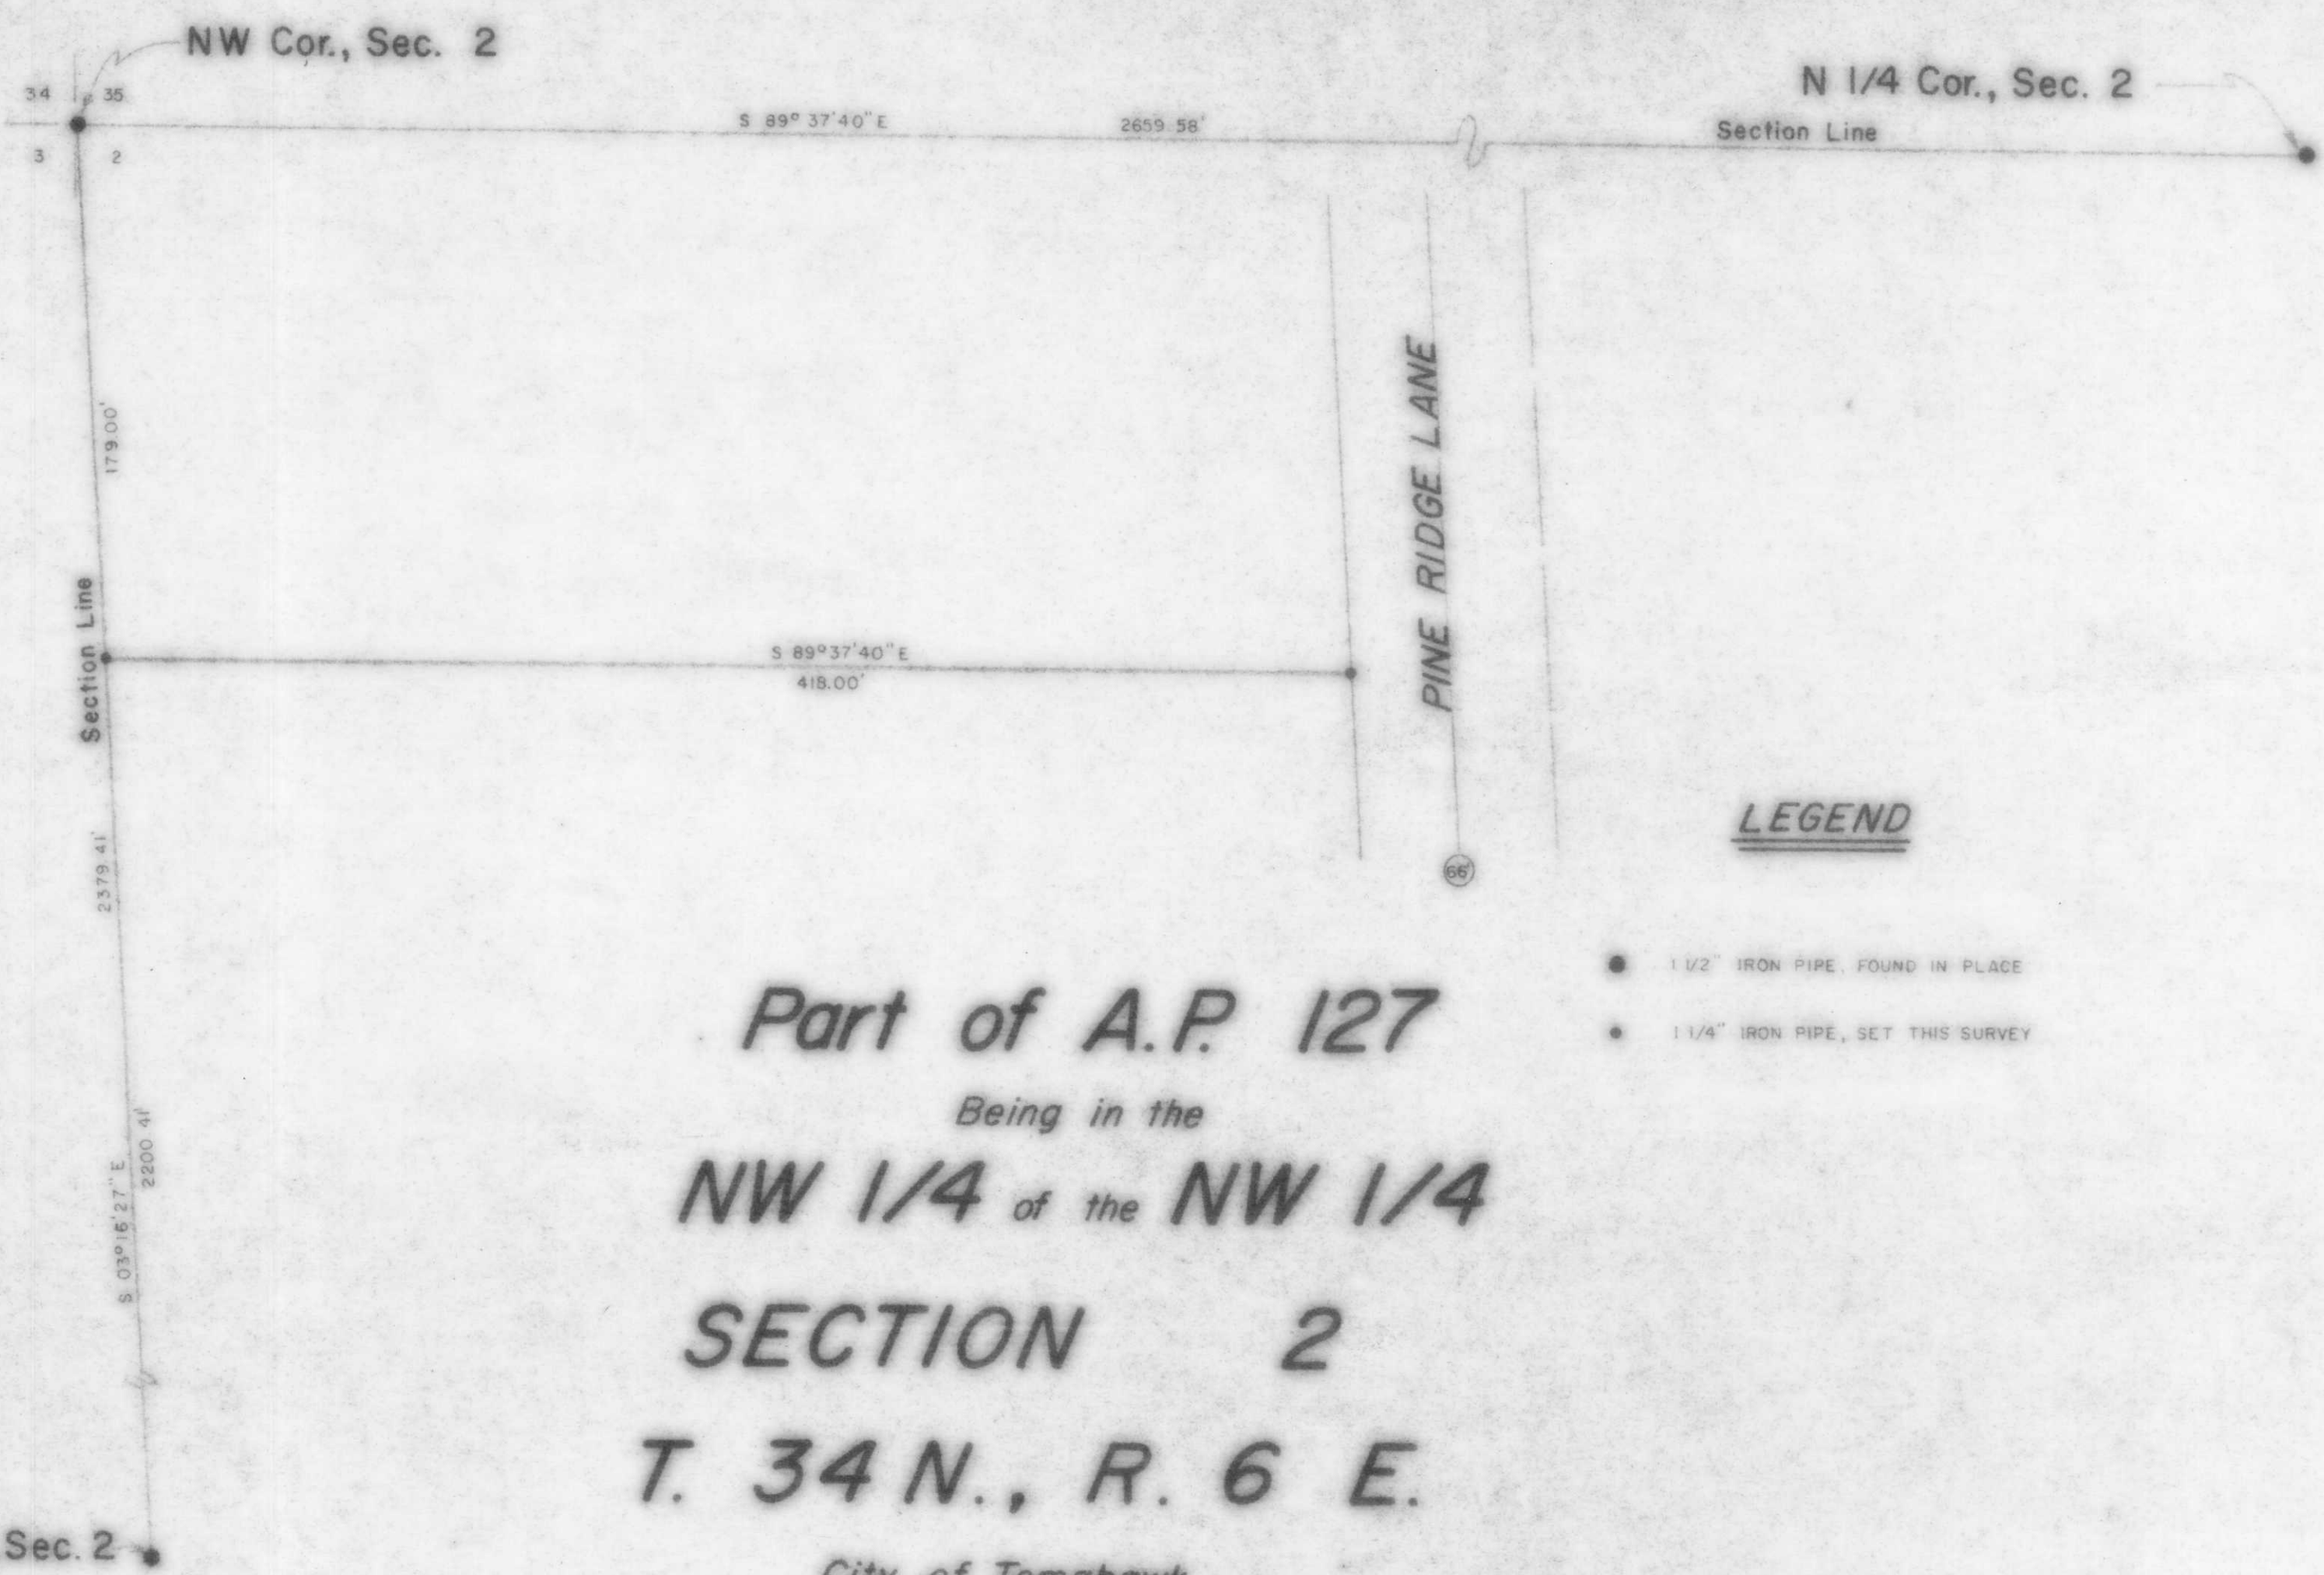 NW Cor., Sec. 2
N 1/4 Cor., Sec. 2
34 35
3 2
S 89° 37' 40" E 2659.58'
Section Line
179.00'
Section Line
PINE RIDGE LANE
S 89° 37' 40" E
418.00'
2379.41'
66'
LEGEND
1 1/2" IRON PIPE, FOUND IN PLACE
1 1/4" IRON PIPE, SET THIS SURVEY
Part of A.P. 127
Being in the
NW 1/4 of the NW 1/4
S 03° 16' 27" E
2200.41'
SECTION 2
T. 34 N., R. 6 E.
Sec. 2
City of Tomahawk